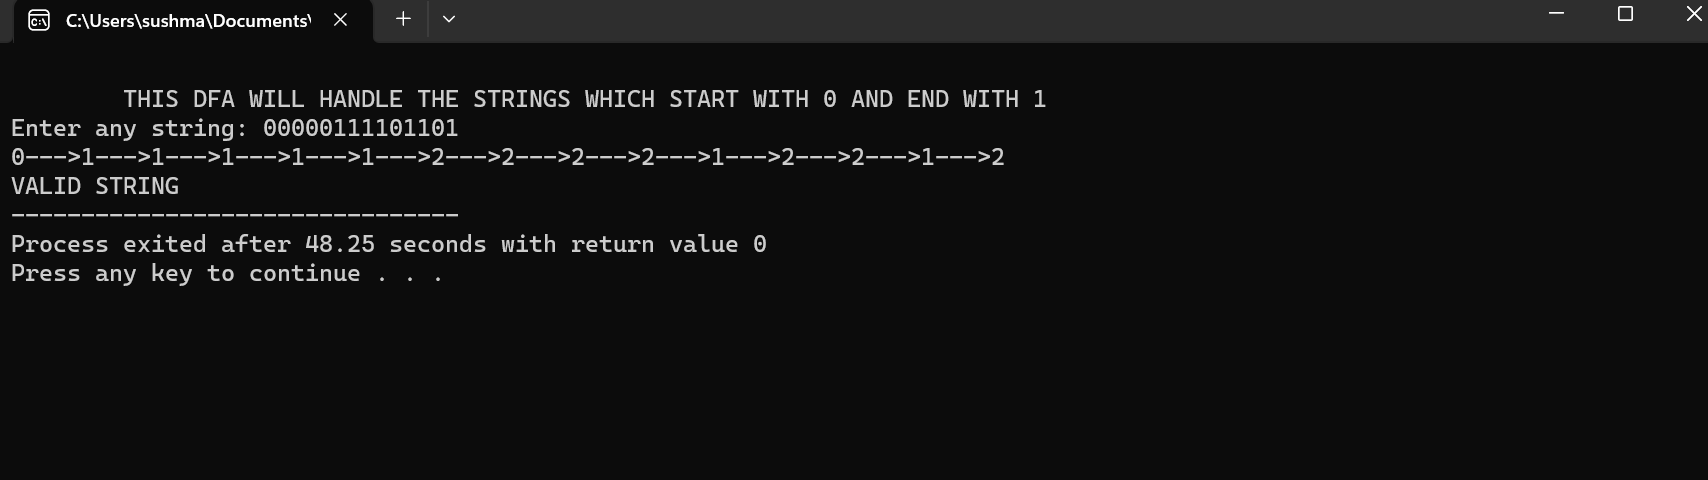 C:\Users\sushma\Documents\
THIS DFA WILL HANDLE THE STRINGS WHICH START WITH 0 AND END WITH 1
Enter any string: 00000111101101
0--->1--->1--->1--->1--->1--->2--->2--->2--->2--->1--->2--->2--->1--->2
VALID STRING
--------------------------------
Process exited after 48.25 seconds with return value 0
Press any key to continue . . .